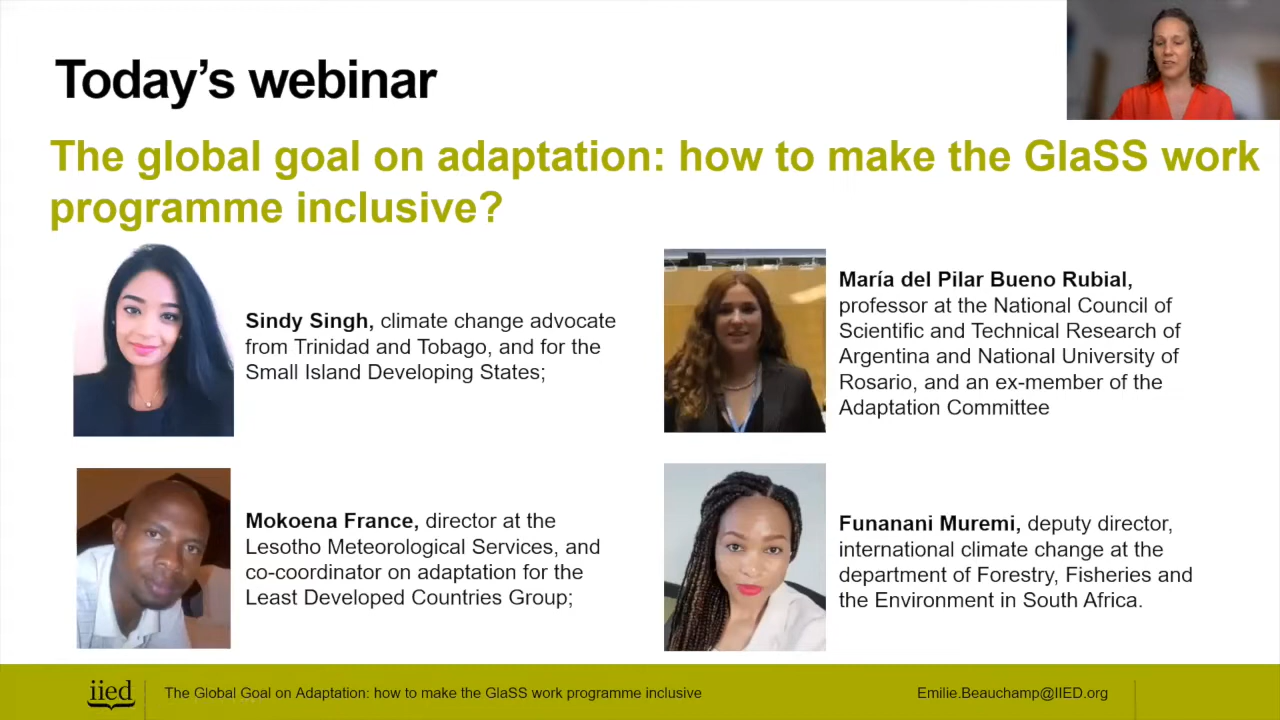 Today's webinar
The global goal on adaptation: how to make the GlaSS work
programme inclusive?
Sindy Singh, climate change advocate
from Trinidad and Tobago, and for the
Small Island Developing States;
María del Pilar Bueno Rubial,
professor at the National Council of
Scientific and Technical Research of
Argentina and National University of
Rosario, and an ex-member of the
Adaptation Committee
Mokoena France, director at the
Lesotho Meteorological Services, and
co-coordinator on adaptation for the
Least Developed Countries Group;
Funanani Muremi, deputy director,
international climate change at the
department of Forestry, Fisheries and
the Environment in South Africa.
iied
The Global Goal on Adaptation: how to make the GlaSS work programme inclusive
Emilie.Beauchamp@IIED.org